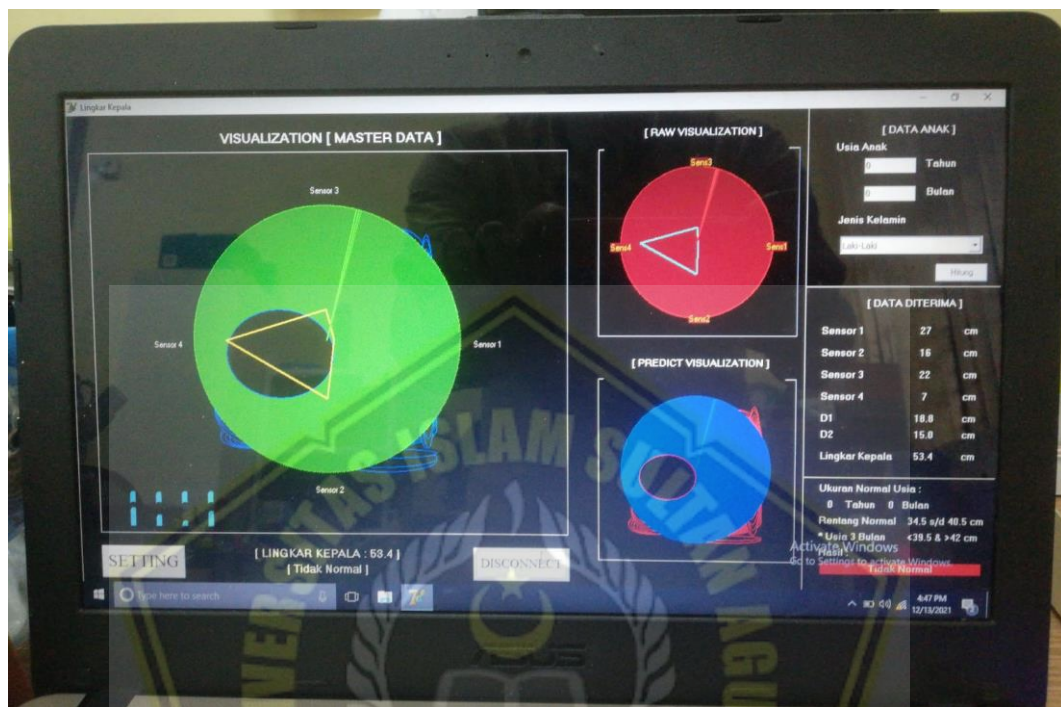 Lingkar Kepala
VISUALIZATION [ MASTER DATA ]
Sensor 3
Sensor 4
Sensor 1
Sensor 2
SETTING
[ LINGKAR KEPALA : 53.4 ]
[ Tidak Normal ]
DISCONNECT
[ RAW VISUALIZATION ]
Sens3
Sens4
Sens1
Sens2
[ PREDICT VISUALIZATION ]
[ DATA ANAK ]
Usia Anak
0 Tahun
0 Bulan
Jenis Kelamin
Laki-Laki
Hitung
[ DATA DITERIMA ]
Sensor 1 27 cm
Sensor 2 16 cm
Sensor 3 22 cm
Sensor 4 7 cm
D1 18.0 cm
D2 15.0 cm
Lingkar Kepala 53.4 cm
Ukuran Normal Usia :
0 Tahun 0 Bulan
Rentang Normal 34.5 s/d 40.5 cm
*Usia 3 Bulan <39.5 & >42 cm
Hasil :
Tidak Normal
Activate Windows
Go to Settings to activate Windows.
Type here to search
4:47 PM
12/13/2021
ASUS
ISLAM SULTAN AGU